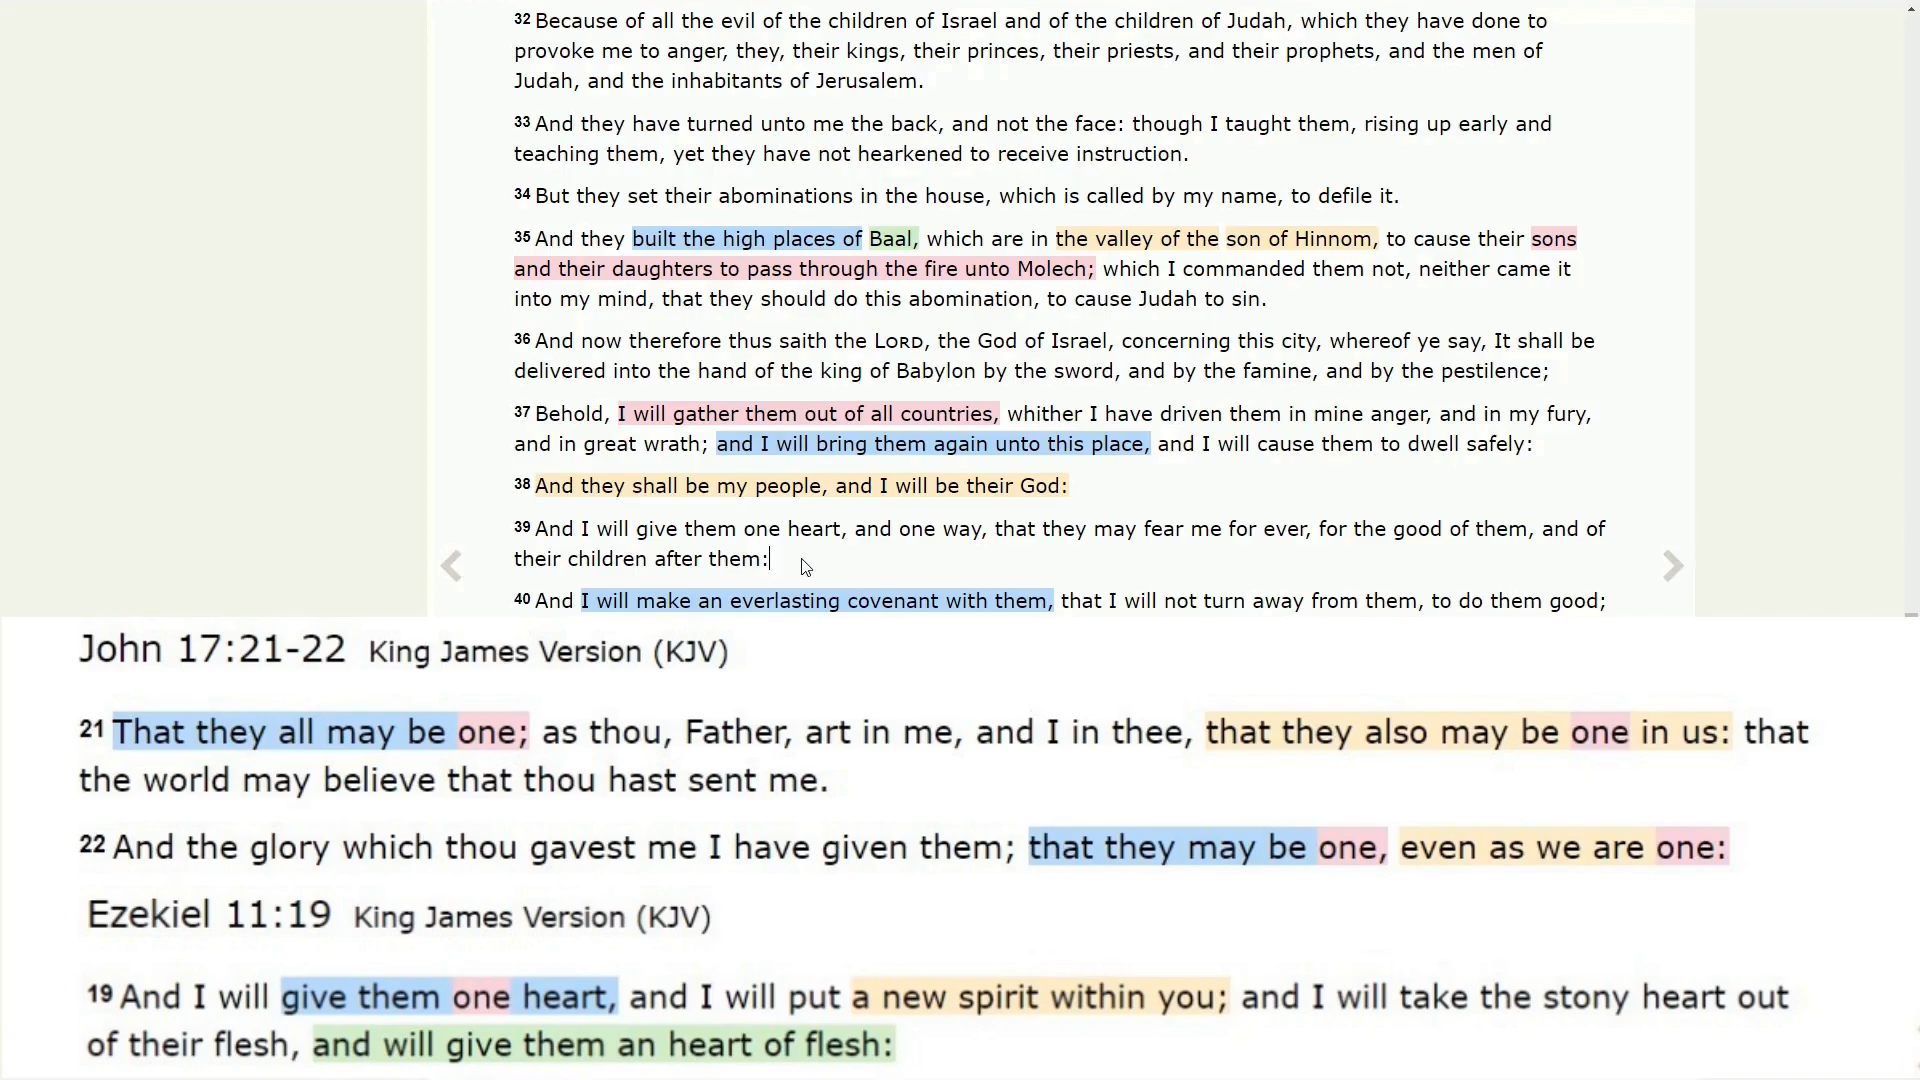 32 Because of all the evil of the children of Israel and of the children of Judah, which they have done to
provoke me to anger, they, their kings, their princes, their priests, and their prophets, and the men of
Judah, and the inhabitants of Jerusalem.
33 And they have turned unto me the back, and not the face: though I taught them, rising up early and
teaching them, yet they have not hearkened to receive instruction.
34 But they set their abominations in the house, which is called by my name, to defile it.
35 And they built the high places of Baal, which are in the valley of the son of Hinnom, to cause their sons
and their daughters to pass through the fire unto Molech; which I commanded them not, neither came it
into my mind, that they should do this abomination, to cause Judah to sin.
36 And now therefore thus saith the LORD, the God of Israel, concerning this city, whereof ye say, It shall be
delivered into the hand of the king of Babylon by the sword, and by the famine, and by the pestilence;
37 Behold, I will gather them out of all countries, whither I have driven them in mine anger, and in my fury,
and in great wrath; and I will bring them again unto this place, and I will cause them to dwell safely:
38 And they shall be my people, and I will be their God:
39 And I will give them one heart, and one way, that they may fear me for ever, for the good of them, and of
their children after them:
40 And I will make an everlasting covenant with them, that I will not turn away from them, to do them good;
John 17:21-22 King James Version (KJV)
21 That they all may be one; as thou, Father, art in me, and I in thee, that they also may be one in us: that
the world may believe that thou hast sent me.
22 And the glory which thou gavest me I have given them; that they may be one, even as we are one:
Ezekiel 11:19 King James Version (KJV)
19 And I will give them one heart, and I will put a new spirit within you; and I will take the stony heart out
of their flesh, and will give them an heart of flesh: